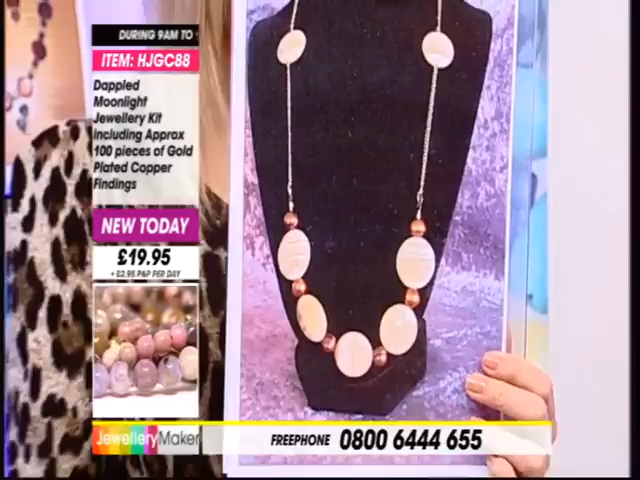 DURING 9AM TO
ITEM: HJGC88
Dappled
Moonlight
Jewellery Kit
including Approx
100 pieces of Gold
Plated Copper
Findings
NEW TODAY
£19.95
+ £2.95 P&P PER DAY
JewelleryMaker
FREEPHONE 0800 6444 655